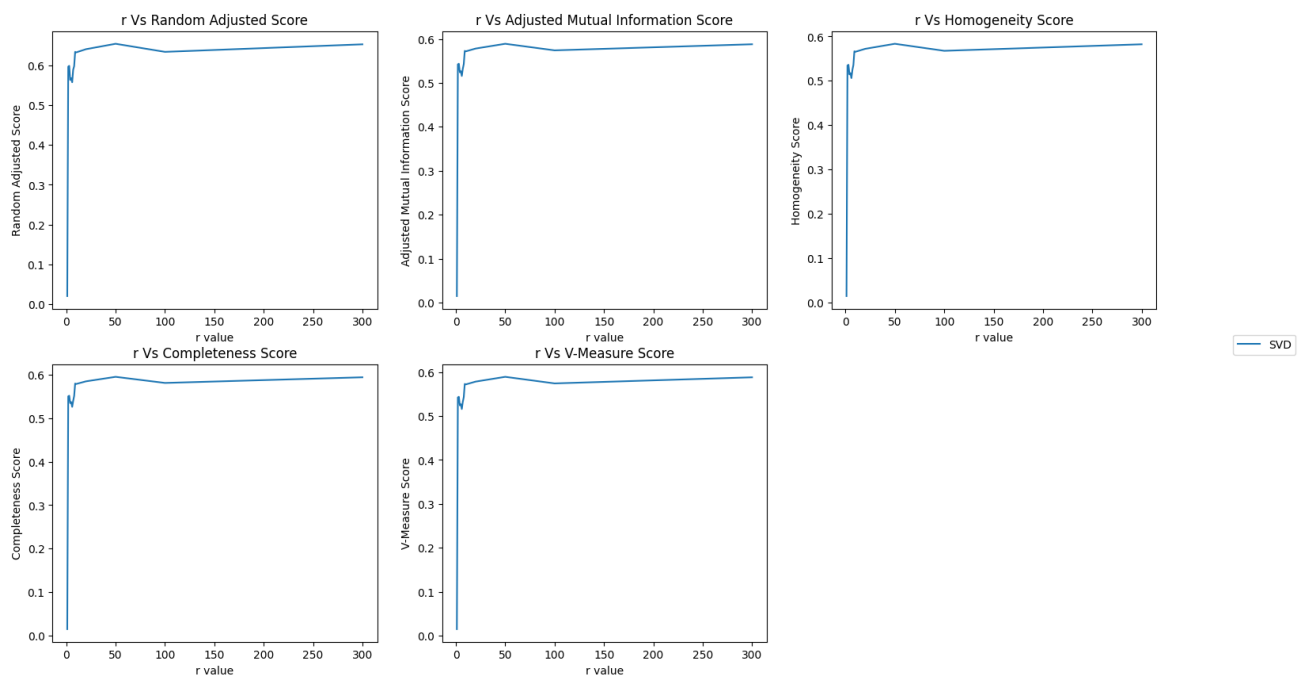 r Vs Random Adjusted Score
Random Adjusted Score
0.6
0.5
0.4
0.3
0.2
0.1
0.0
0 50 100 150 200 250 300
r value
r Vs Adjusted Mutual Information Score
Adjusted Mutual Information Score
0.6
0.5
0.4
0.3
0.2
0.1
0.0
0 50 100 150 200 250 300
r value
r Vs Homogeneity Score
Homogeneity Score
0.6
0.5
0.4
0.3
0.2
0.1
0.0
0 50 100 150 200 250 300
r value
SVD
r Vs Completeness Score
Completeness Score
0.6
0.5
0.4
0.3
0.2
0.1
0.0
0 50 100 150 200 250 300
r value
r Vs V-Measure Score
V-Measure Score
0.6
0.5
0.4
0.3
0.2
0.1
0.0
0 50 100 150 200 250 300
r value